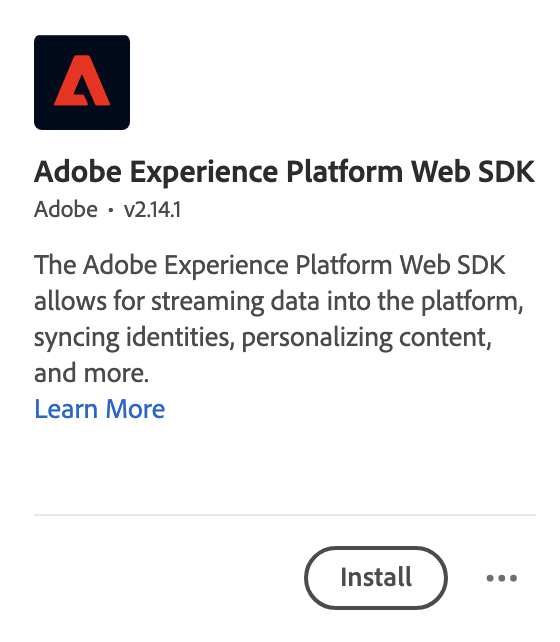 Adobe Experience Platform Web SDK
Adobe • v2.14.1
The Adobe Experience Platform Web SDK
allows for streaming data into the platform,
syncing identities, personalizing content,
and more.
Learn More
Install